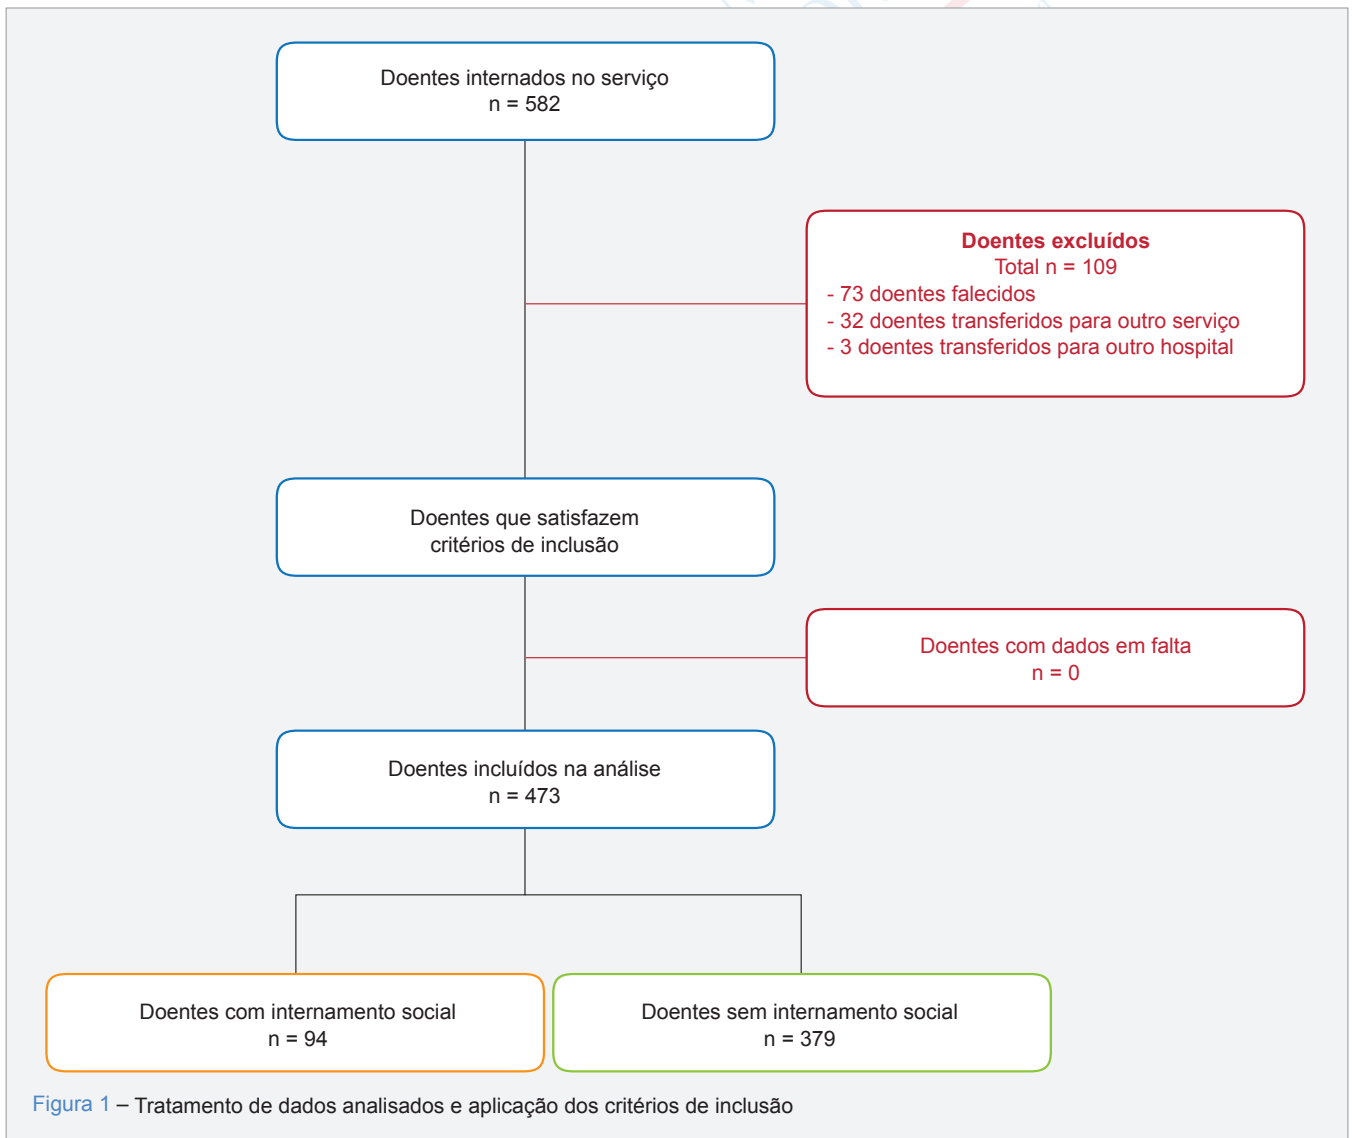 Doentes internados no serviço
n = 582
Doentes excluídos
Total n = 109
- 73 doentes falecidos
- 32 doentes transferidos para outro serviço
- 3 doentes transferidos para outro hospital
Doentes que satisfazem
critérios de inclusão
Doentes com dados em falta
n = 0
Doentes incluídos na análise
n = 473
Doentes com internamento social
n = 94
Doentes sem internamento social
n = 379
Figura 1 – Tratamento de dados analisados e aplicação dos critérios de inclusão